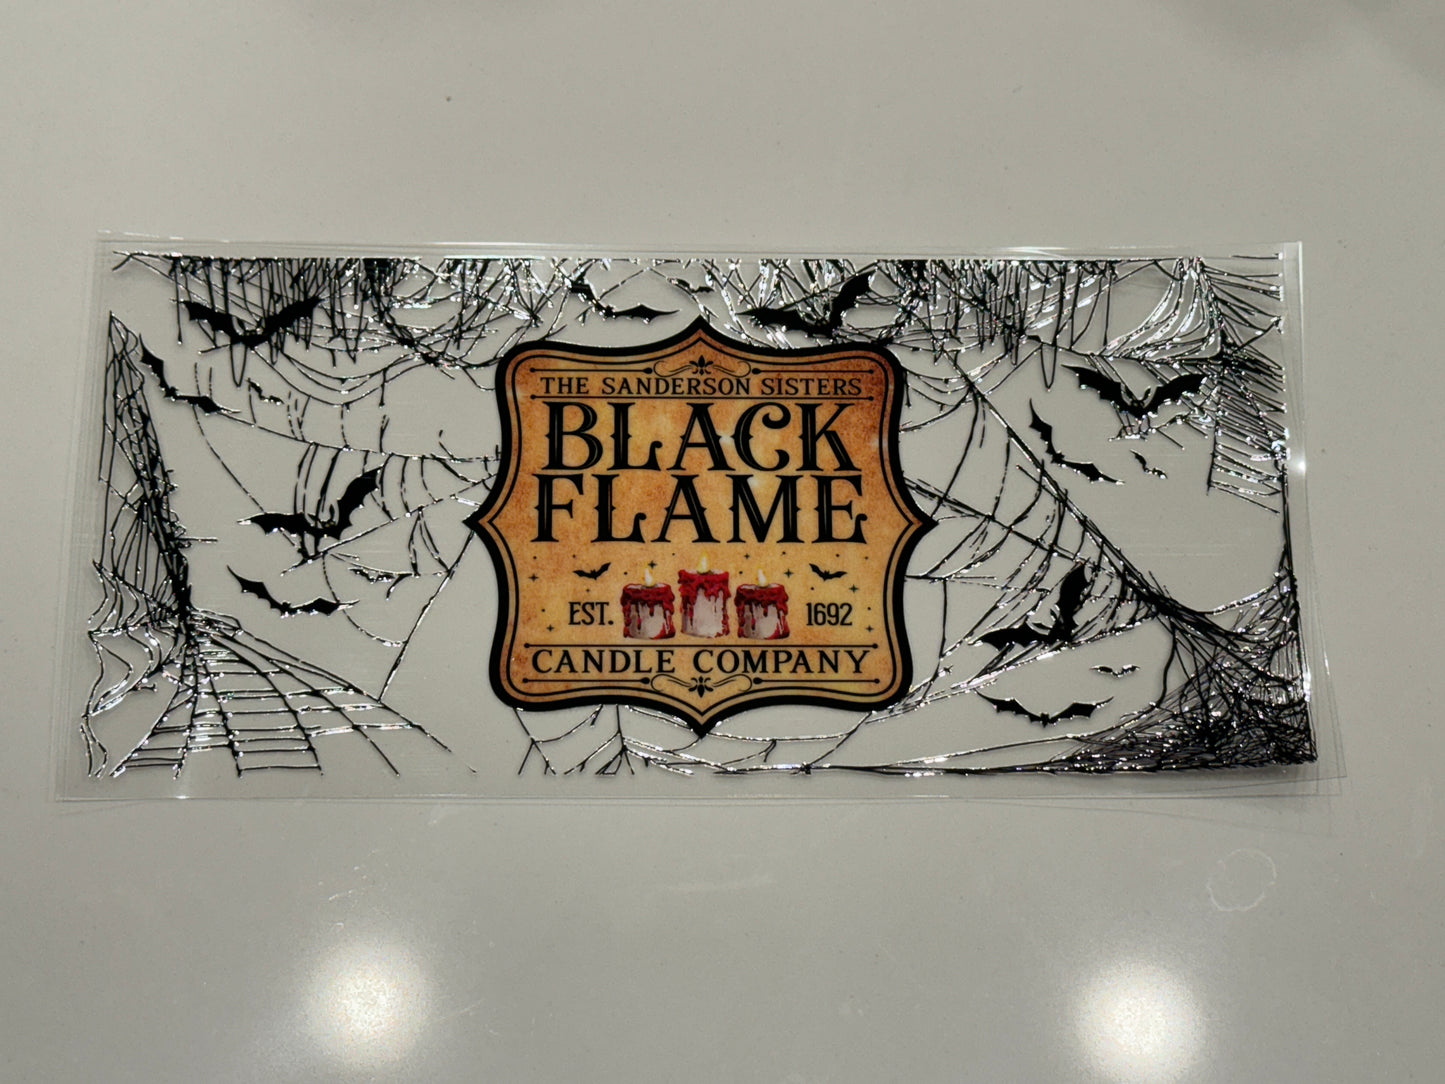 THE SANDERSON SISTERS
BLACK
FLAME
EST. 1692
CANDLE COMPANY